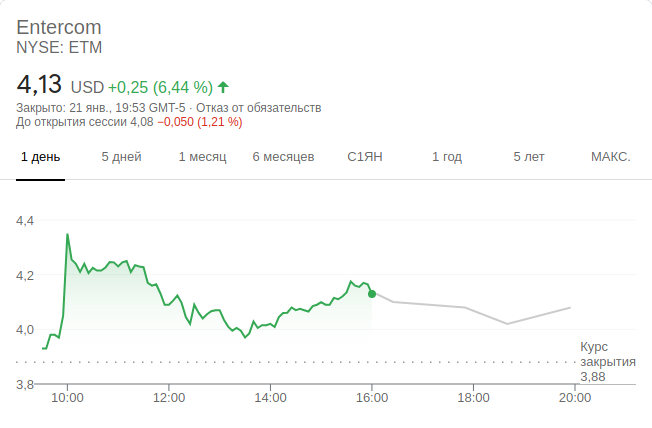 Entercom
NYSE: ETM
4,13 USD +0,25 (6,44 %)
Закрыто: 21 янв., 19:53 GMT-5 · Отказ от обязательств
До открытия сессии 4,08 −0,050 (1,21 %)
1 день 5 дней 1 месяц 6 месяцев С1ЯН 1 год 5 лет МАКС.
4,4
4,2
4,0
Курс
закрытия
3,88
3,8
10:00 12:00 14:00 16:00 18:00 20:00